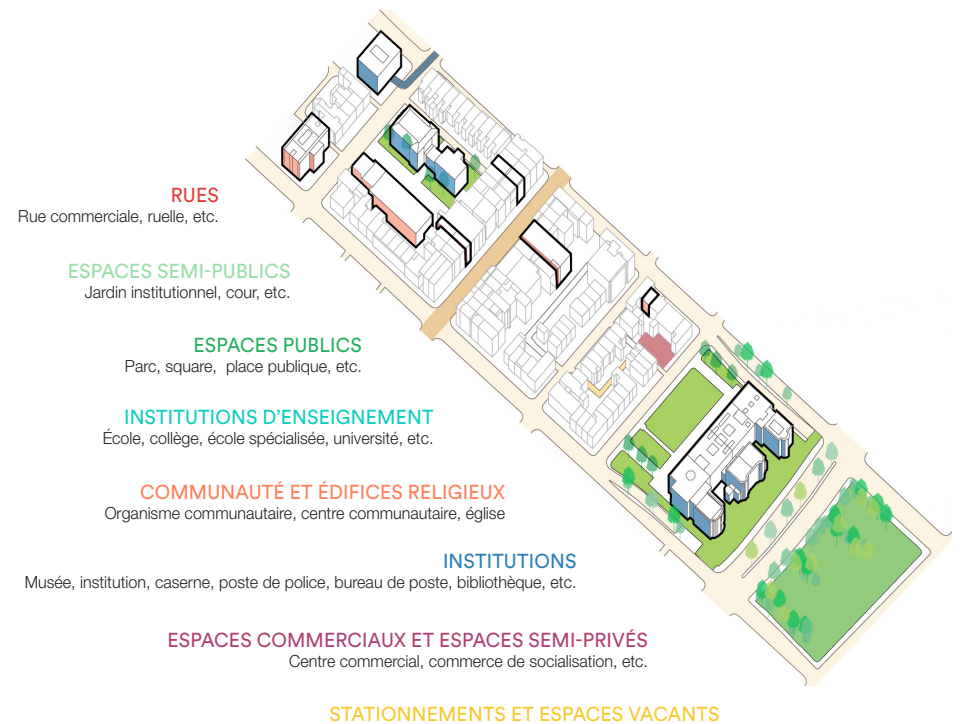 RUES
Rue commerciale, ruelle, etc.
ESPACES SEMI-PUBLICS
Jardin institutionnel, cour, etc.
ESPACES PUBLICS
Parc, square, place publique, etc.
INSTITUTIONS D'ENSEIGNEMENT
École, collège, école spécialisée, université, etc.
COMMUNAUTÉ ET ÉDIFICES RELIGIEUX
Organisme communautaire, centre communautaire, église
INSTITUTIONS
Musée, institution, caserne, poste de police, bureau de poste, bibliothèque, etc.
ESPACES COMMERCIAUX ET ESPACES SEMI-PRIVÉS
Centre commercial, commerce de socialisation, etc.
STATIONNEMENTS ET ESPACES VACANTS